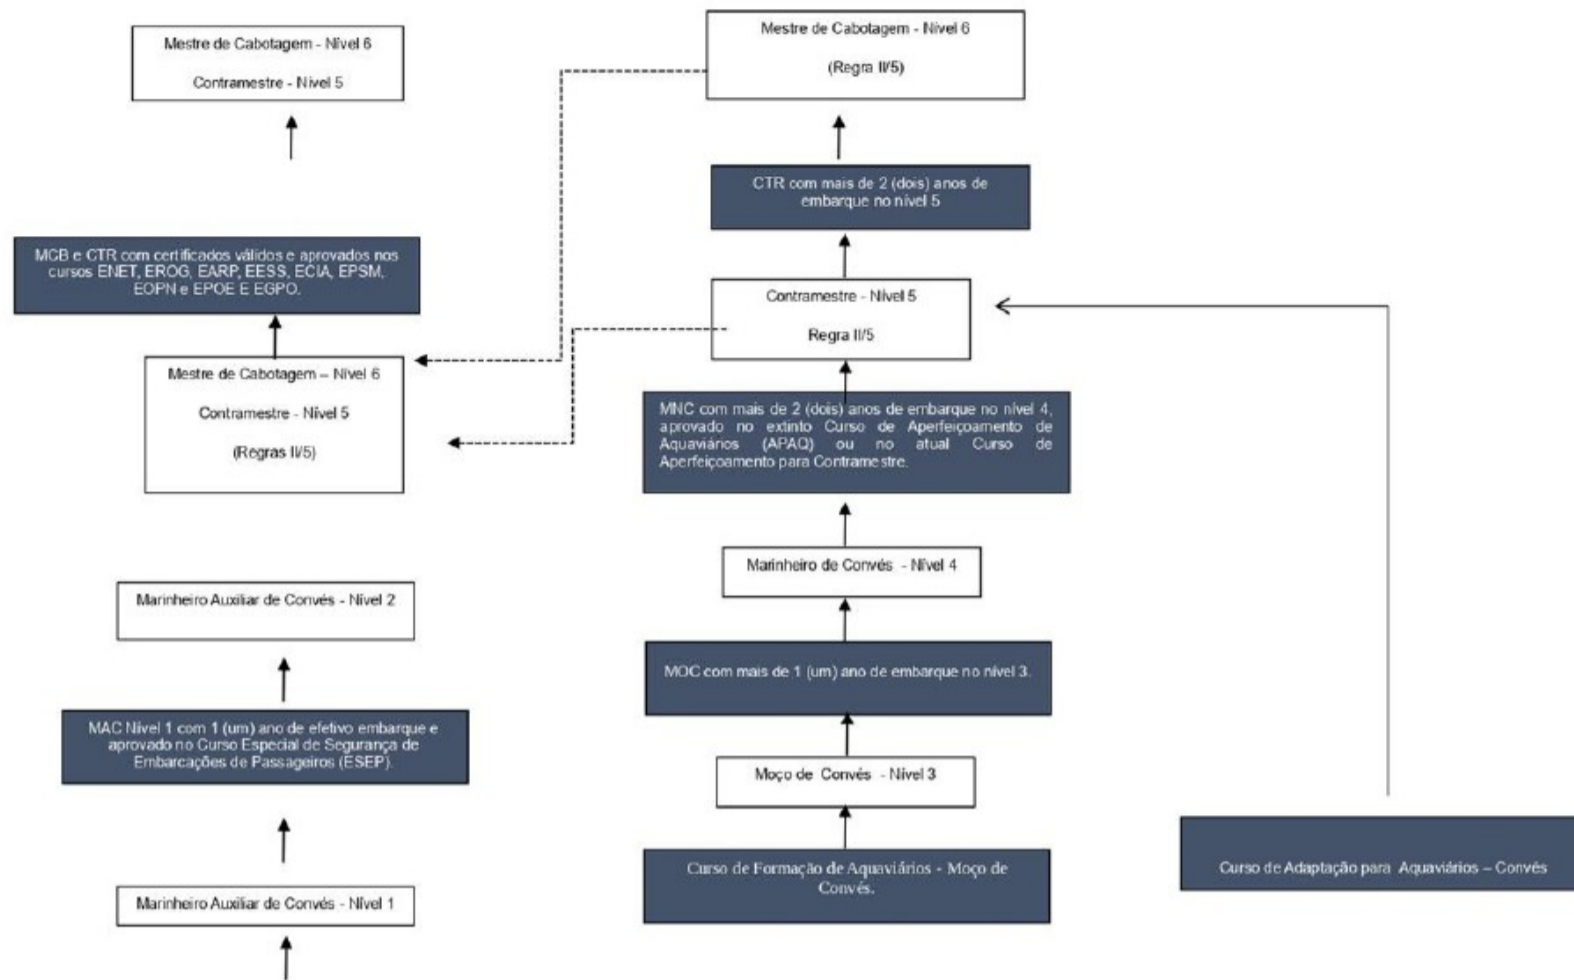 Mestre de Cabotagem - Nível 6
Contramestre - Nível 5
MCB e CTR com certificados válidos e aprovados nos
cursos ENET, EROG, EARP, EESS, ECIA, EPSM,
EOPN e EPOE E EGPO.
Mestre de Cabotagem – Nível 6
Contramestre - Nível 5
(Regras II/5)
Marinheiro Auxiliar de Convés - Nível 2
MAC Nível 1 com 1 (um) ano de efetivo embarque e
aprovado no Curso Especial de Segurança de
Embarcações de Passageiros (ESEP).
Marinheiro Auxiliar de Convés - Nível 1
Mestre de Cabotagem - Nível 6
(Regra II/5)
CTR com mais de 2 (dois) anos de
embarque no nível 5
Contramestre - Nível 5
Regra II/5
MNC com mais de 2 (dois) anos de embarque no nível 4,
aprovado no extinto Curso de Aperfeiçoamento de
Aquaviários (APAQ) ou no atual Curso de
Aperfeiçoamento para Contramestre.
Marinheiro de Convés - Nível 4
MOC com mais de 1 (um) ano de embarque no nível 3.
Moço de Convés - Nível 3
Curso de Formação de Aquaviários - Moço de
Convés.
Curso de Adaptação para Aquaviários – Convés